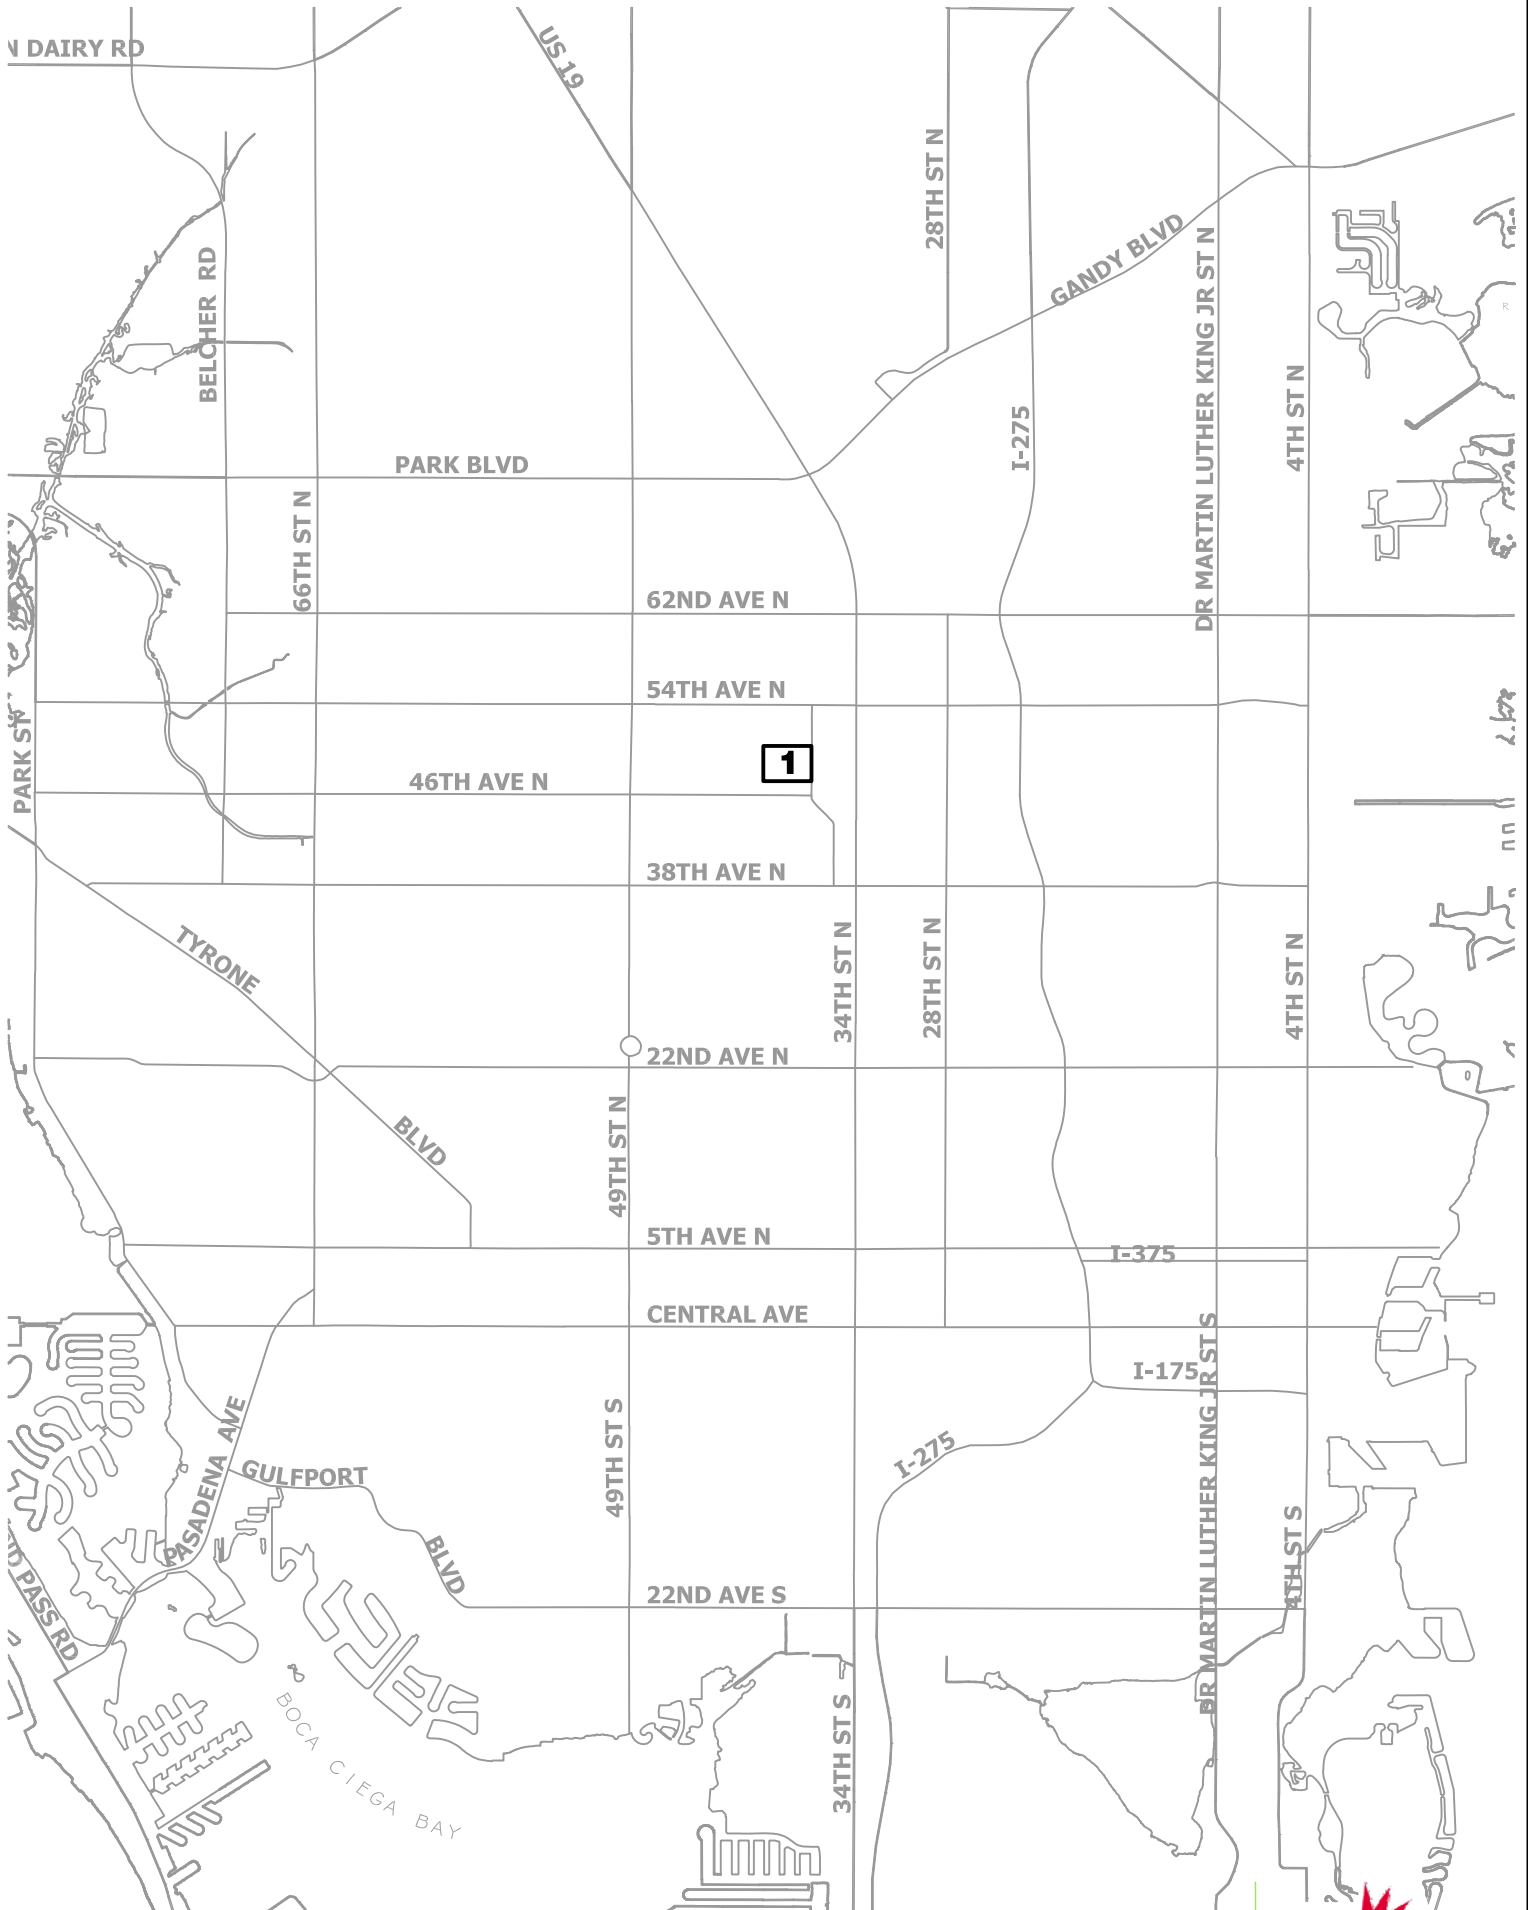 N DAIRY RD
US 19
28TH ST N
GANDY BLVD
BELCHER RD
DR MARTIN LUTHER KING JR ST N
I-275
4TH ST N
PARK BLVD
66TH ST N
62ND AVE N
54TH AVE N
PARK ST
1
46TH AVE N
38TH AVE N
TYRONE
34TH ST N
28TH ST N
4TH ST N
22ND AVE N
49TH ST N
BLVD
5TH AVE N
I-375
CENTRAL AVE
I-175
DR MARTIN LUTHER KING JR ST S
PASADENA AVE
49TH ST S
I-275
GULFPORT
BLVD
4TH ST S
PASS RD
22ND AVE S
34TH ST S
BOCA CIEGA BAY
R